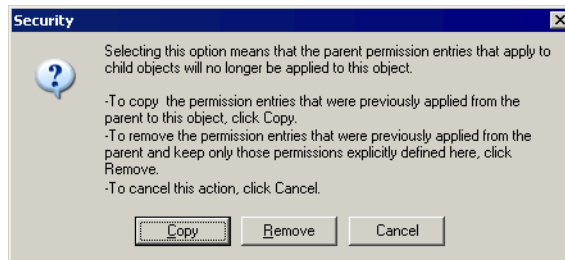 Security
Selecting this option means that the parent permission entries that apply to
child objects will no longer be applied to this object.
-To copy  the permission entries that were previously applied from the
parent to this object, click Copy.
-To remove the permission entries that were previously applied from the
parent and keep only those permissions explicitly defined here, click
Remove.
-To cancel this action, click Cancel.
Copy Remove Cancel